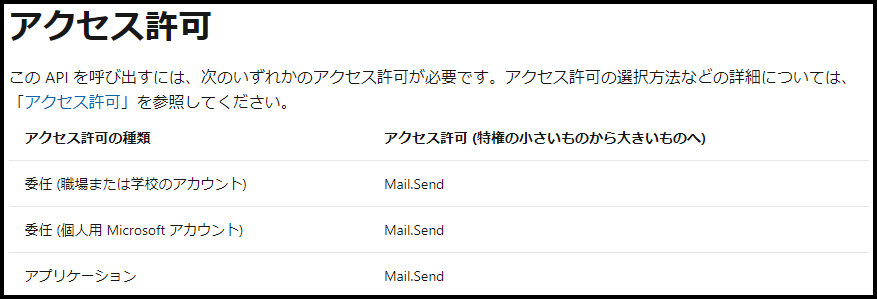 アクセス許可
この API を呼び出すには、次のいずれかのアクセス許可が必要です。アクセス許可の選択方法などの詳細については、
「アクセス許可」を参照してください。
アクセス許可の種類 アクセス許可 (特権の小さいものから大きいものへ)
委任 (職場または学校のアカウント) Mail.Send
委任 (個人用 Microsoft アカウント) Mail.Send
アプリケーション Mail.Send